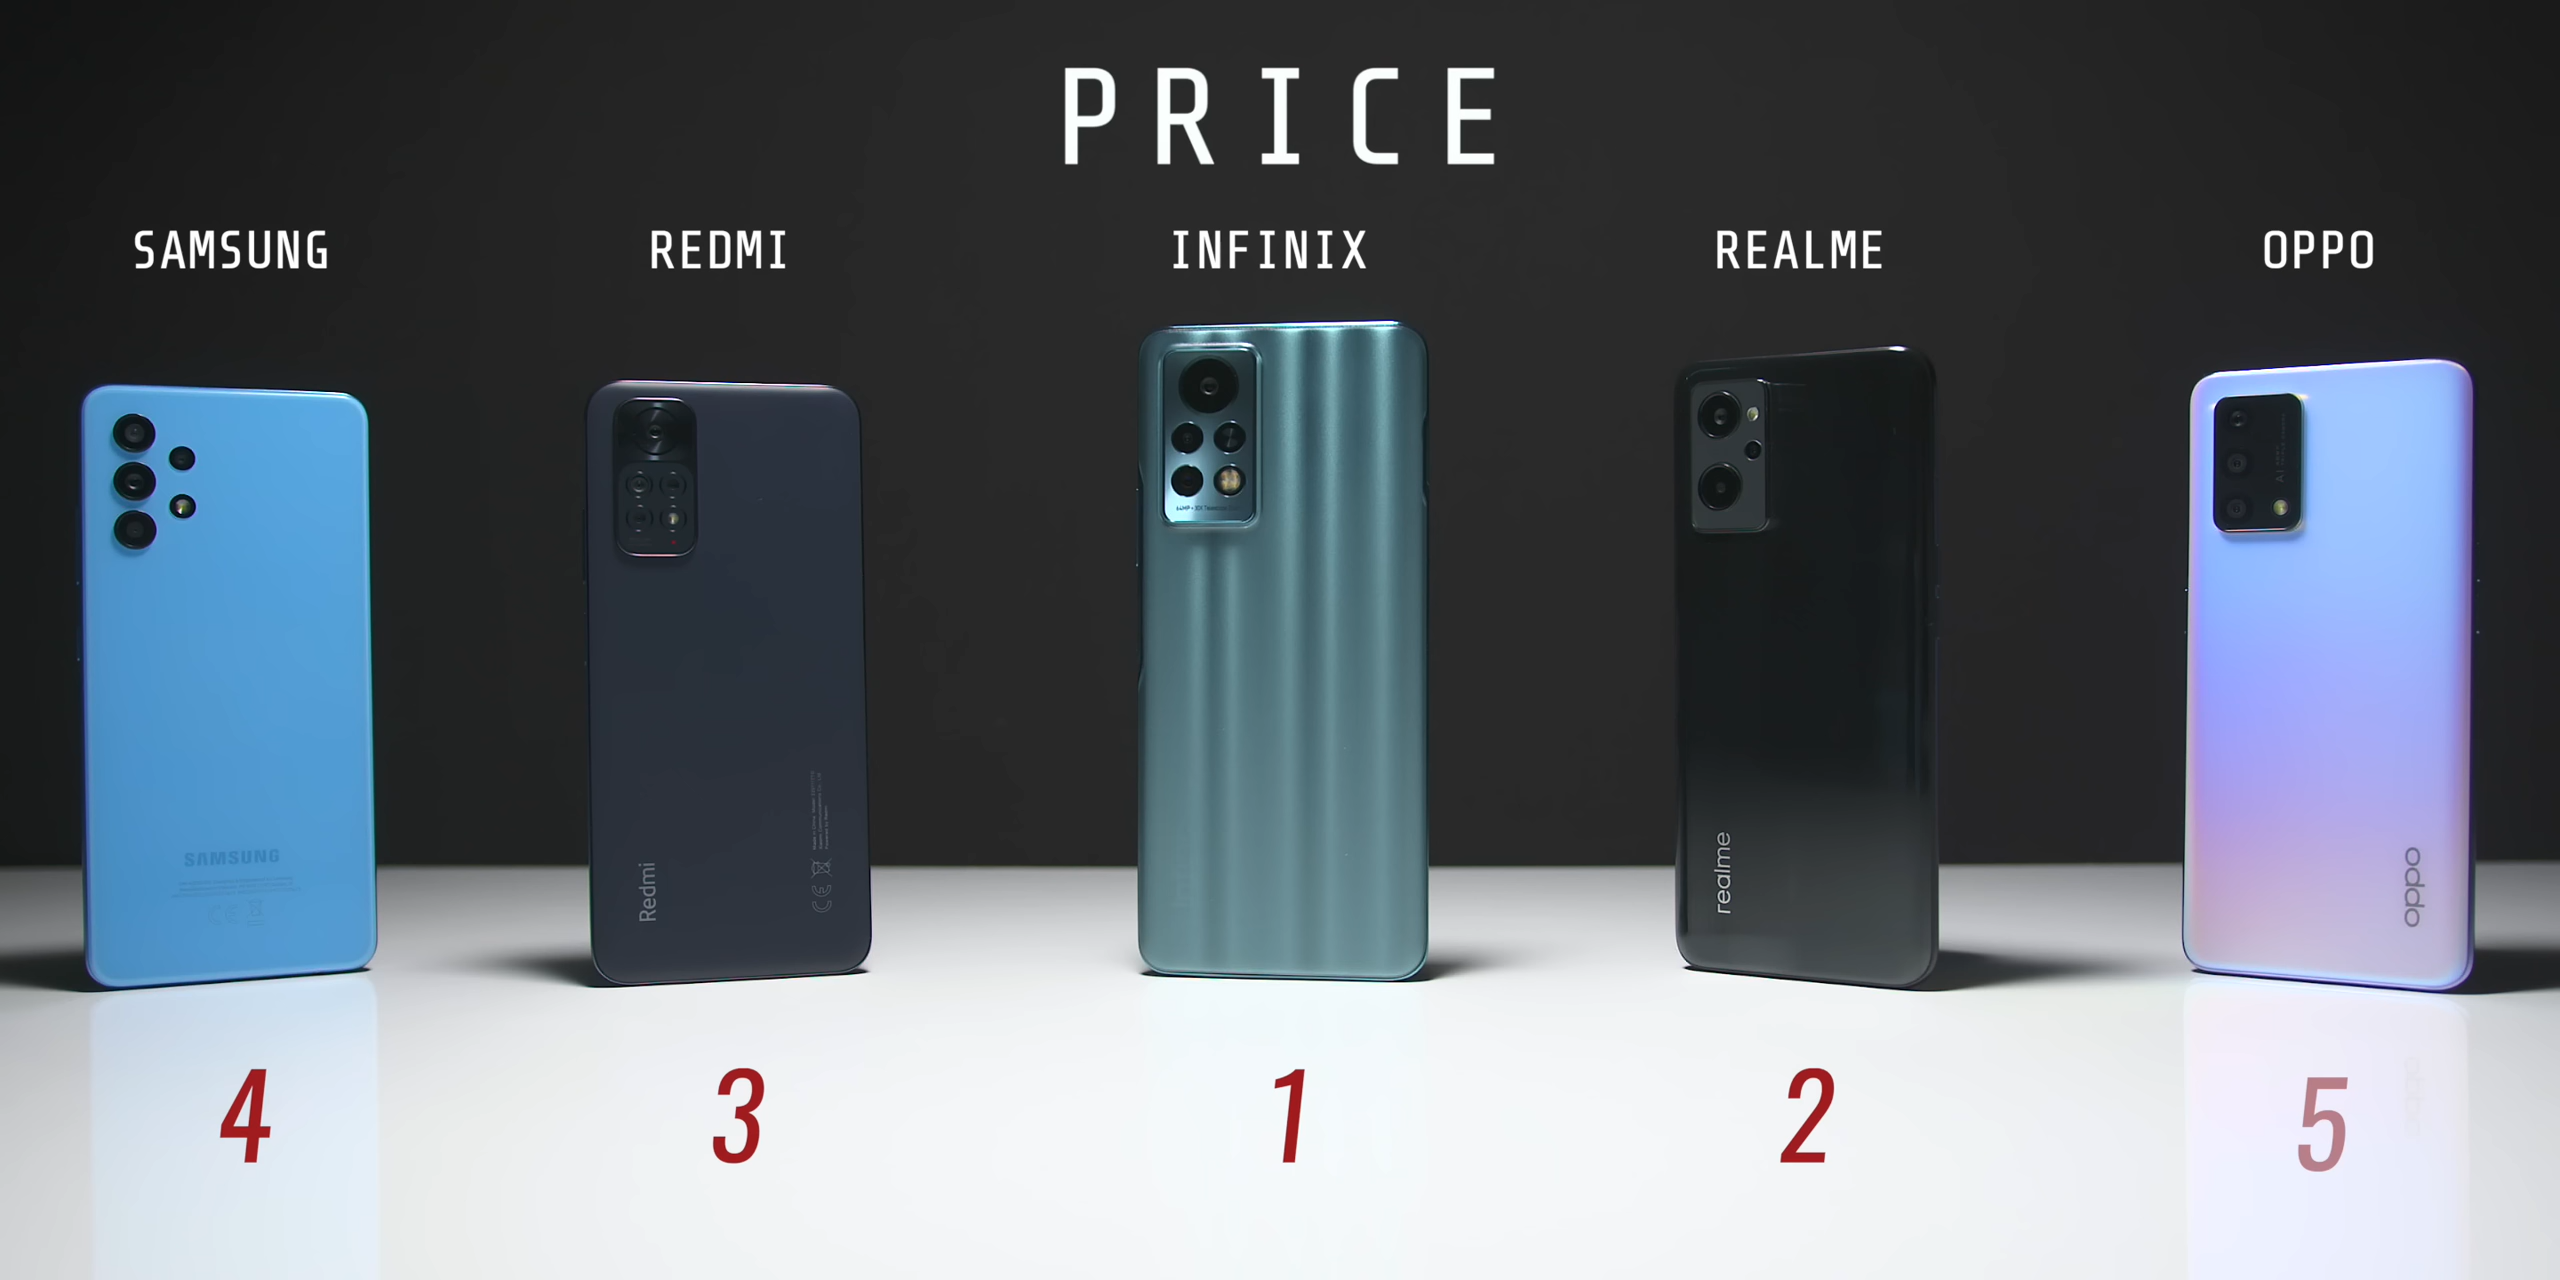 PRICE
SAMSUNG REDMI INFINIX REALME OPPO
SAMSUNG
Redmi
realme
oppo
4 3 1 2 5